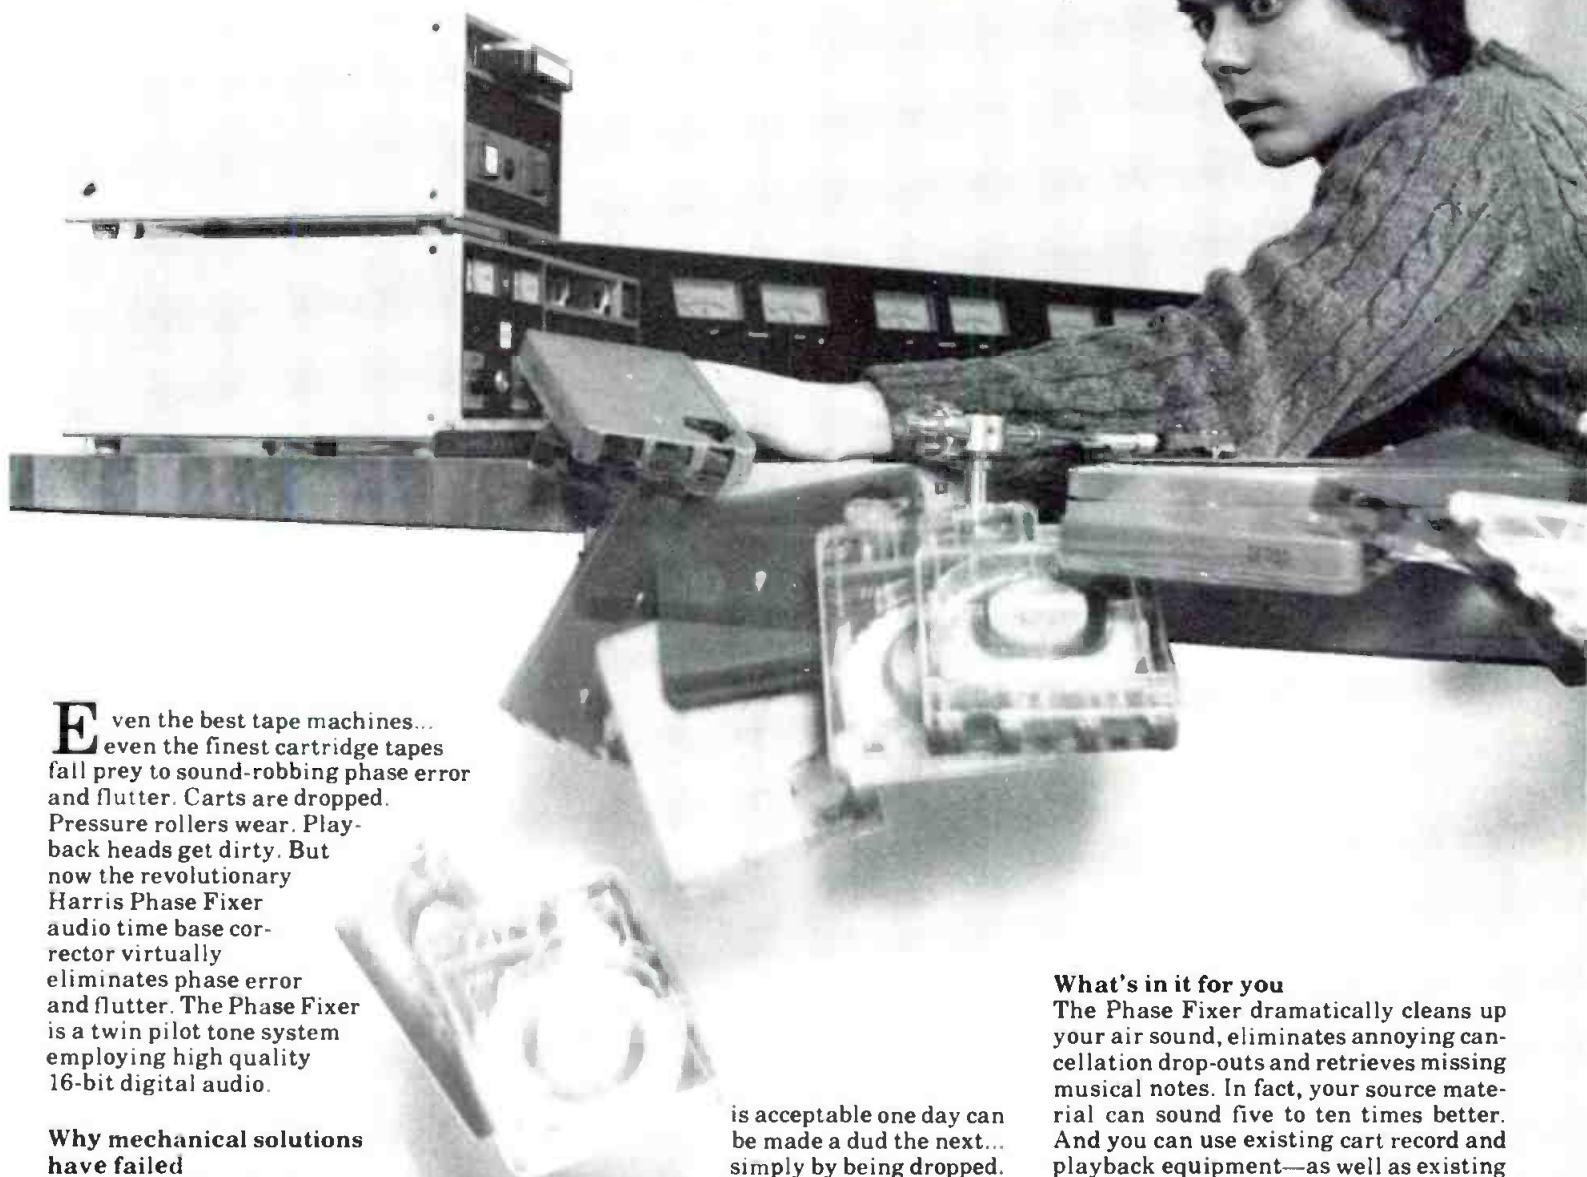 Even the best tape machines...
even the finest cartridge tapes
fall prey to sound-robbing phase error
and flutter. Carts are dropped.
Pressure rollers wear. Play-
back heads get dirty. But
now the revolutionary
Harris Phase Fixer
audio time base cor-
rector virtually
eliminates phase error
and flutter. The Phase Fixer
is a twin pilot tone system
employing high quality
16-bit digital audio.
Why mechanical solutions
have failed
is acceptable one day can
be made a dud the next...
simply by being dropped.
What's in it for you
The Phase Fixer dramatically cleans up
your air sound, eliminates annoying can-
cellation drop-outs and retrieves missing
musical notes. In fact, your source mate-
rial can sound five to ten times better.
And you can use existing cart record and
playback equipment—as well as existing